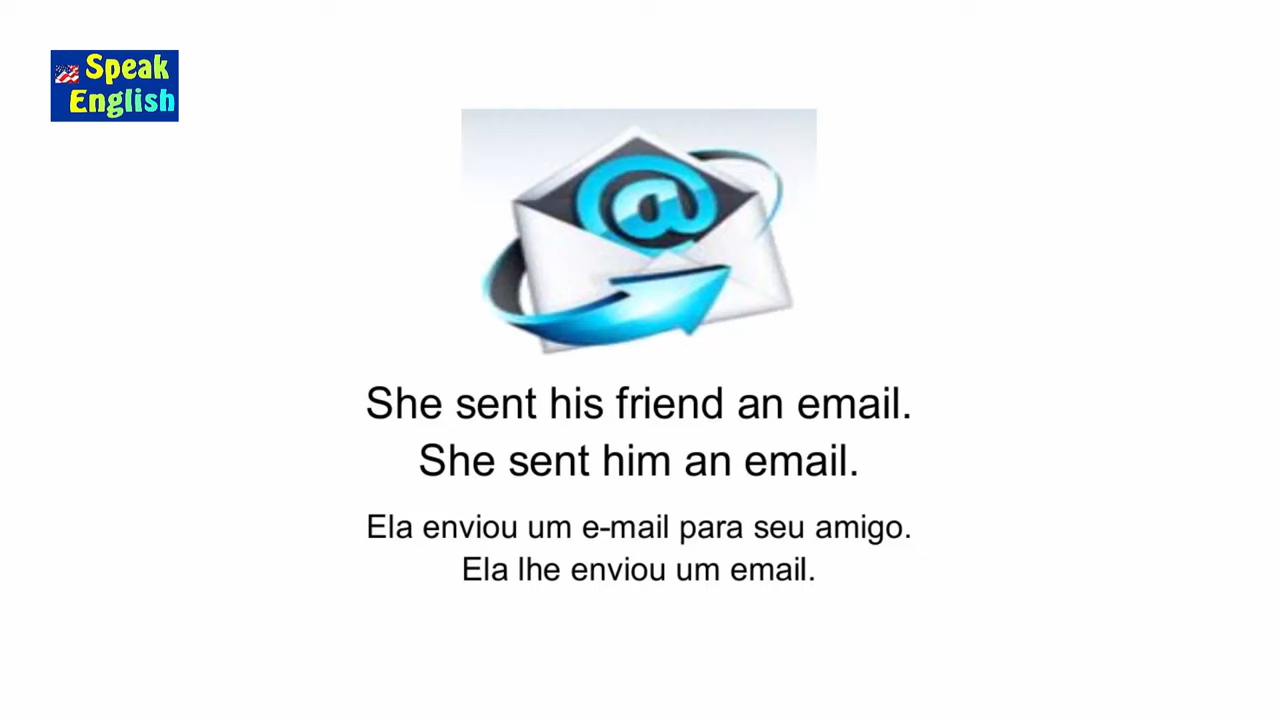 Speak
English
She sent his friend an email.
She sent him an email.
Ela enviou um e-mail para seu amigo.
Ela lhe enviou um email.